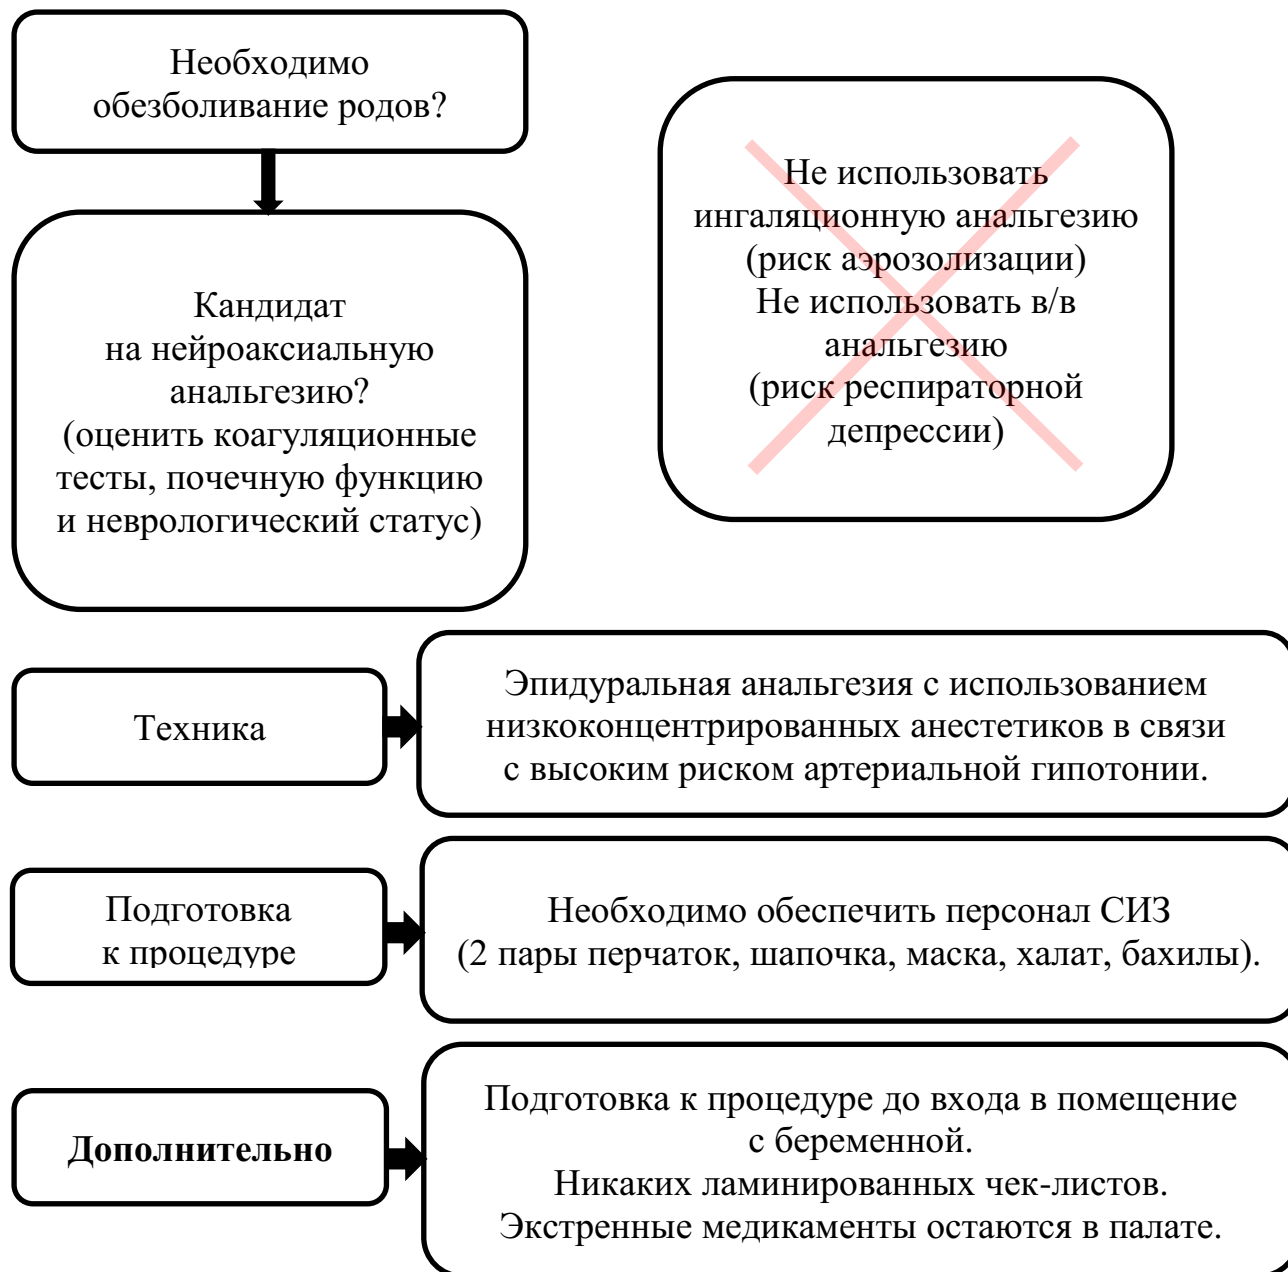 Необходимо
обезболивание родов?
Кандидат
на нейроаксиальную
анальгезию?
(оценить коагуляционные
тесты, почечную функцию
и неврологический статус)
Не использовать
ингаляционную анальгезию
(риск аэрозолизации)
Не использовать в/в
анальгезию
(риск респираторной
депрессии)
Техника
Эпидуральная анальгезия с использованием
низкоконцентрированных анестетиков в связи
с высоким риском артериальной гипотонии.
Подготовка
к процедуре
Необходимо обеспечить персонал СИЗ
(2 пары перчаток, шапочка, маска, халат, бахилы).
Дополнительно
Подготовка к процедуре до входа в помещение
с беременной.
Никаких ламинированных чек-листов.
Экстренные медикаменты остаются в палате.